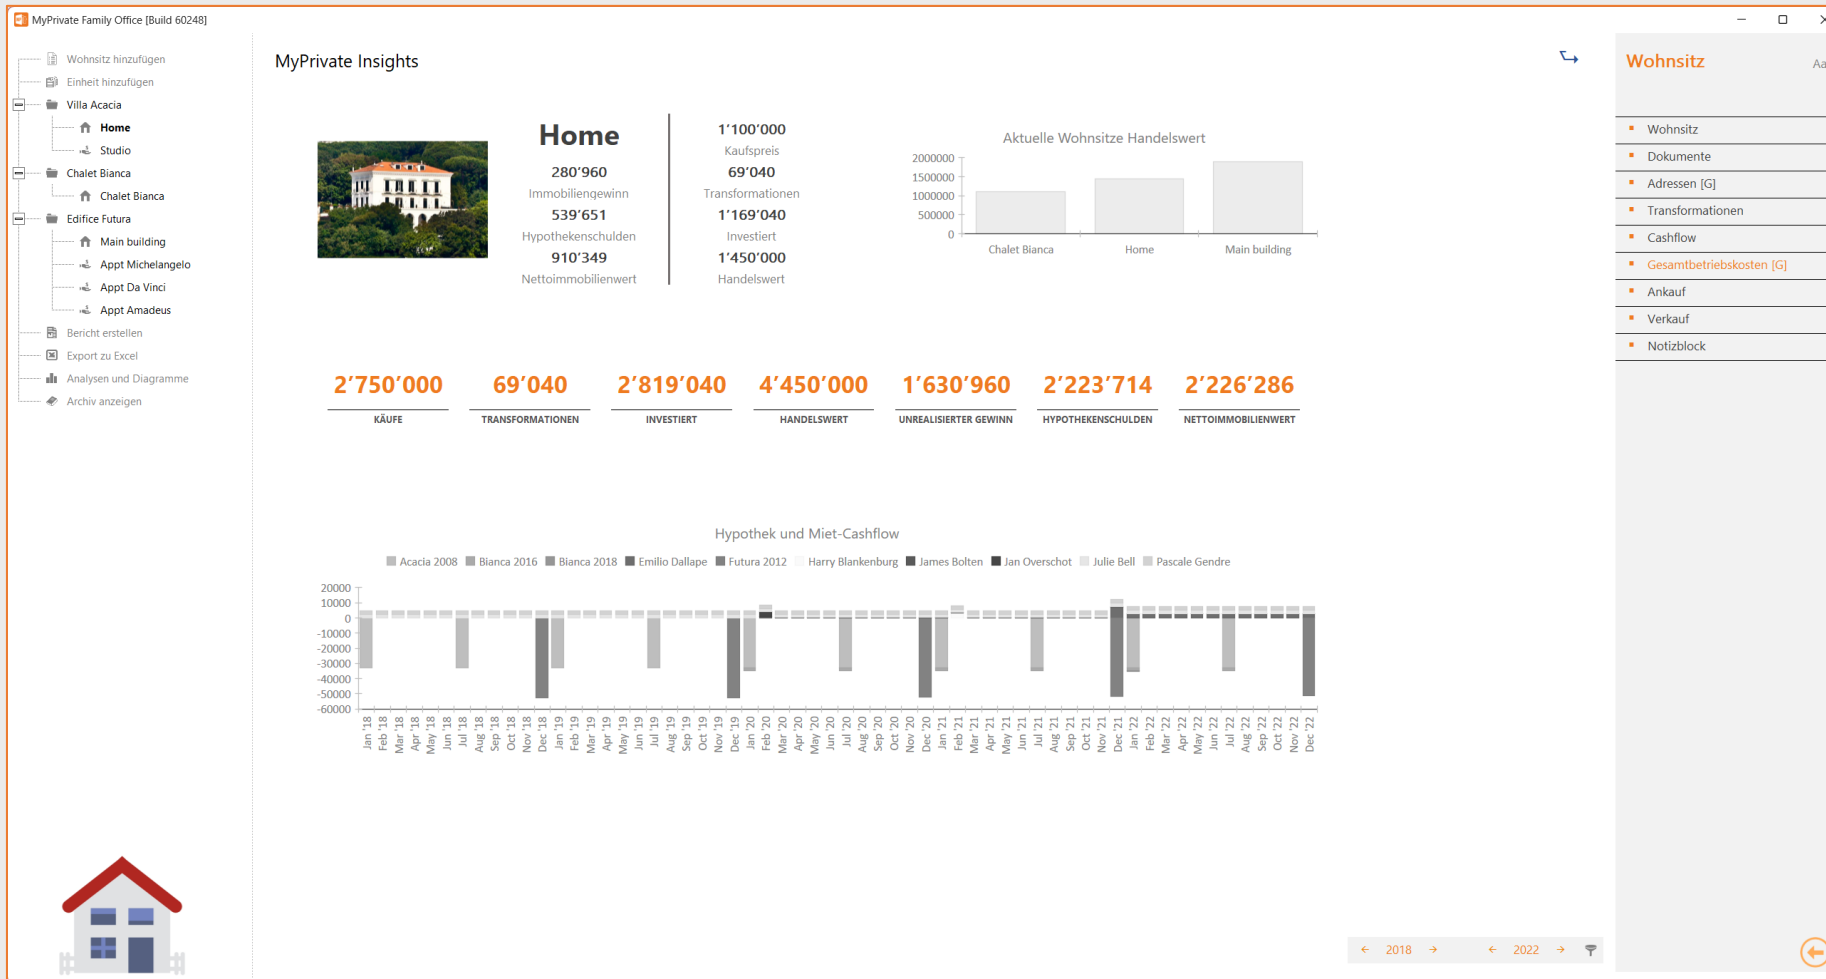 MyPrivate Family Office [Build 60248]
Wohnsitz hinzufügen
Einheit hinzufügen
Villa Acacia
Home
Studio
Chalet Bianca
Chalet Bianca
Edifice Futura
Main building
Appt Michelangelo
Appt Da Vinci
Appt Amadeus
Bericht erstellen
Export zu Excel
Analysen und Diagramme
Archiv anzeigen
MyPrivate Insights
Home
280'960
Immobiliengewinn
539'651
Hypothekenschulden
910'349
Nettoimmobilienwert
1'100'000
Kaufspreis
69'040
Transformationen
1'169'040
Investiert
1'450'000
Handelswert
Aktuelle Wohnsitze Handelswert
2000000
1500000
1000000
500000
0
Chalet Bianca Home Main building
2'750'000 69'040 2'819'040 4'450'000 1'630'960 2'223'714 2'226'286
KÄUFE TRANSFORMATIONEN INVESTIERT HANDELSWERT UNREALISIERTER GEWINN HYPOTHEKENSCHULDEN NETTOIMMOBILIENWERT
Hypothek und Miet-Cashflow
Acacia 2008 Bianca 2016 Bianca 2018 Emilio Dallape Futura 2012 Harry Blankenburg James Bolten Jan Overschot Julie Bell Pascale Gendre
20000
10000
0
-10000
-20000
-30000
-40000
-50000
-60000
Jan '18 Feb '18 Mar '18 Apr '18 May '18 Jun '18 Jul '18 Aug '18 Sep '18 Oct '18 Nov '18 Dec '18 Jan '19 Feb '19 Mar '19 Apr '19 May '19 Jun '19 Jul '19 Aug '19 Sep '19 Oct '19 Nov '19 Dec '19 Jan '20 Feb '20 Mar '20 Apr '20 May '20 Jun '20 Jul '20 Aug '20 Sep '20 Oct '20 Nov '20 Dec '20 Jan '21 Feb '21 Mar '21 Apr '21 May '21 Jun '21 Jul '21 Aug '21 Sep '21 Oct '21 Nov '21 Dec '21 Jan '22 Feb '22 Mar '22 Apr '22 May '22 Jun '22 Jul '22 Aug '22 Sep '22 Oct '22 Nov '22 Dec '22
← 2018 → ← 2022 →
Wohnsitz Aa
Wohnsitz
Dokumente
Adressen [G]
Transformationen
Cashflow
Gesamtbetriebskosten [G]
Ankauf
Verkauf
Notizblock